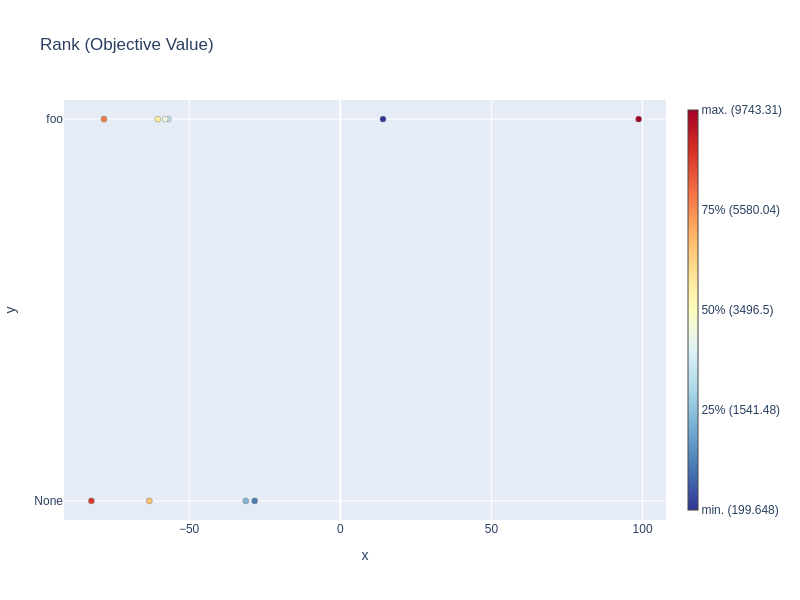 Rank (Objective Value)
foo
None
y
−50
0
50
100
x
max. (9743.31)
75% (5580.04)
50% (3496.5)
25% (1541.48)
min. (199.648)